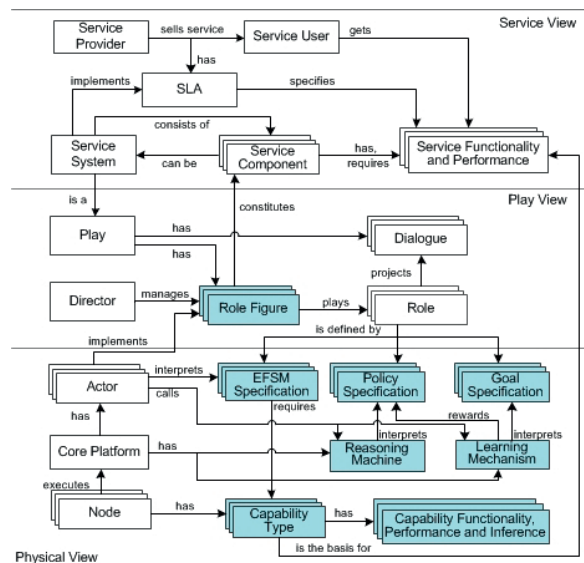 Service View
Service
Provider
sells service
Service User
gets
has
implements
SLA
specifies
consists of
Service
System
can be
Service
Component
has,
requires
Service Functionality
and Performance
is a
constitutes
Play View
Play
has
has
Dialogue
projects
Director
manages
Role Figure
plays
Role
is defined by
implements
Actor
interprets
calls
EFSM
Specification
Policy
Specification
Goal
Specification
has
requires
rewards
interprets
interprets
Core Platform
has
Reasoning
Machine
Learning
Mechanism
executes
Node
has
Capability
Type
has
Capability Functionality,
Performance and Inference
is the basis for
Physical View